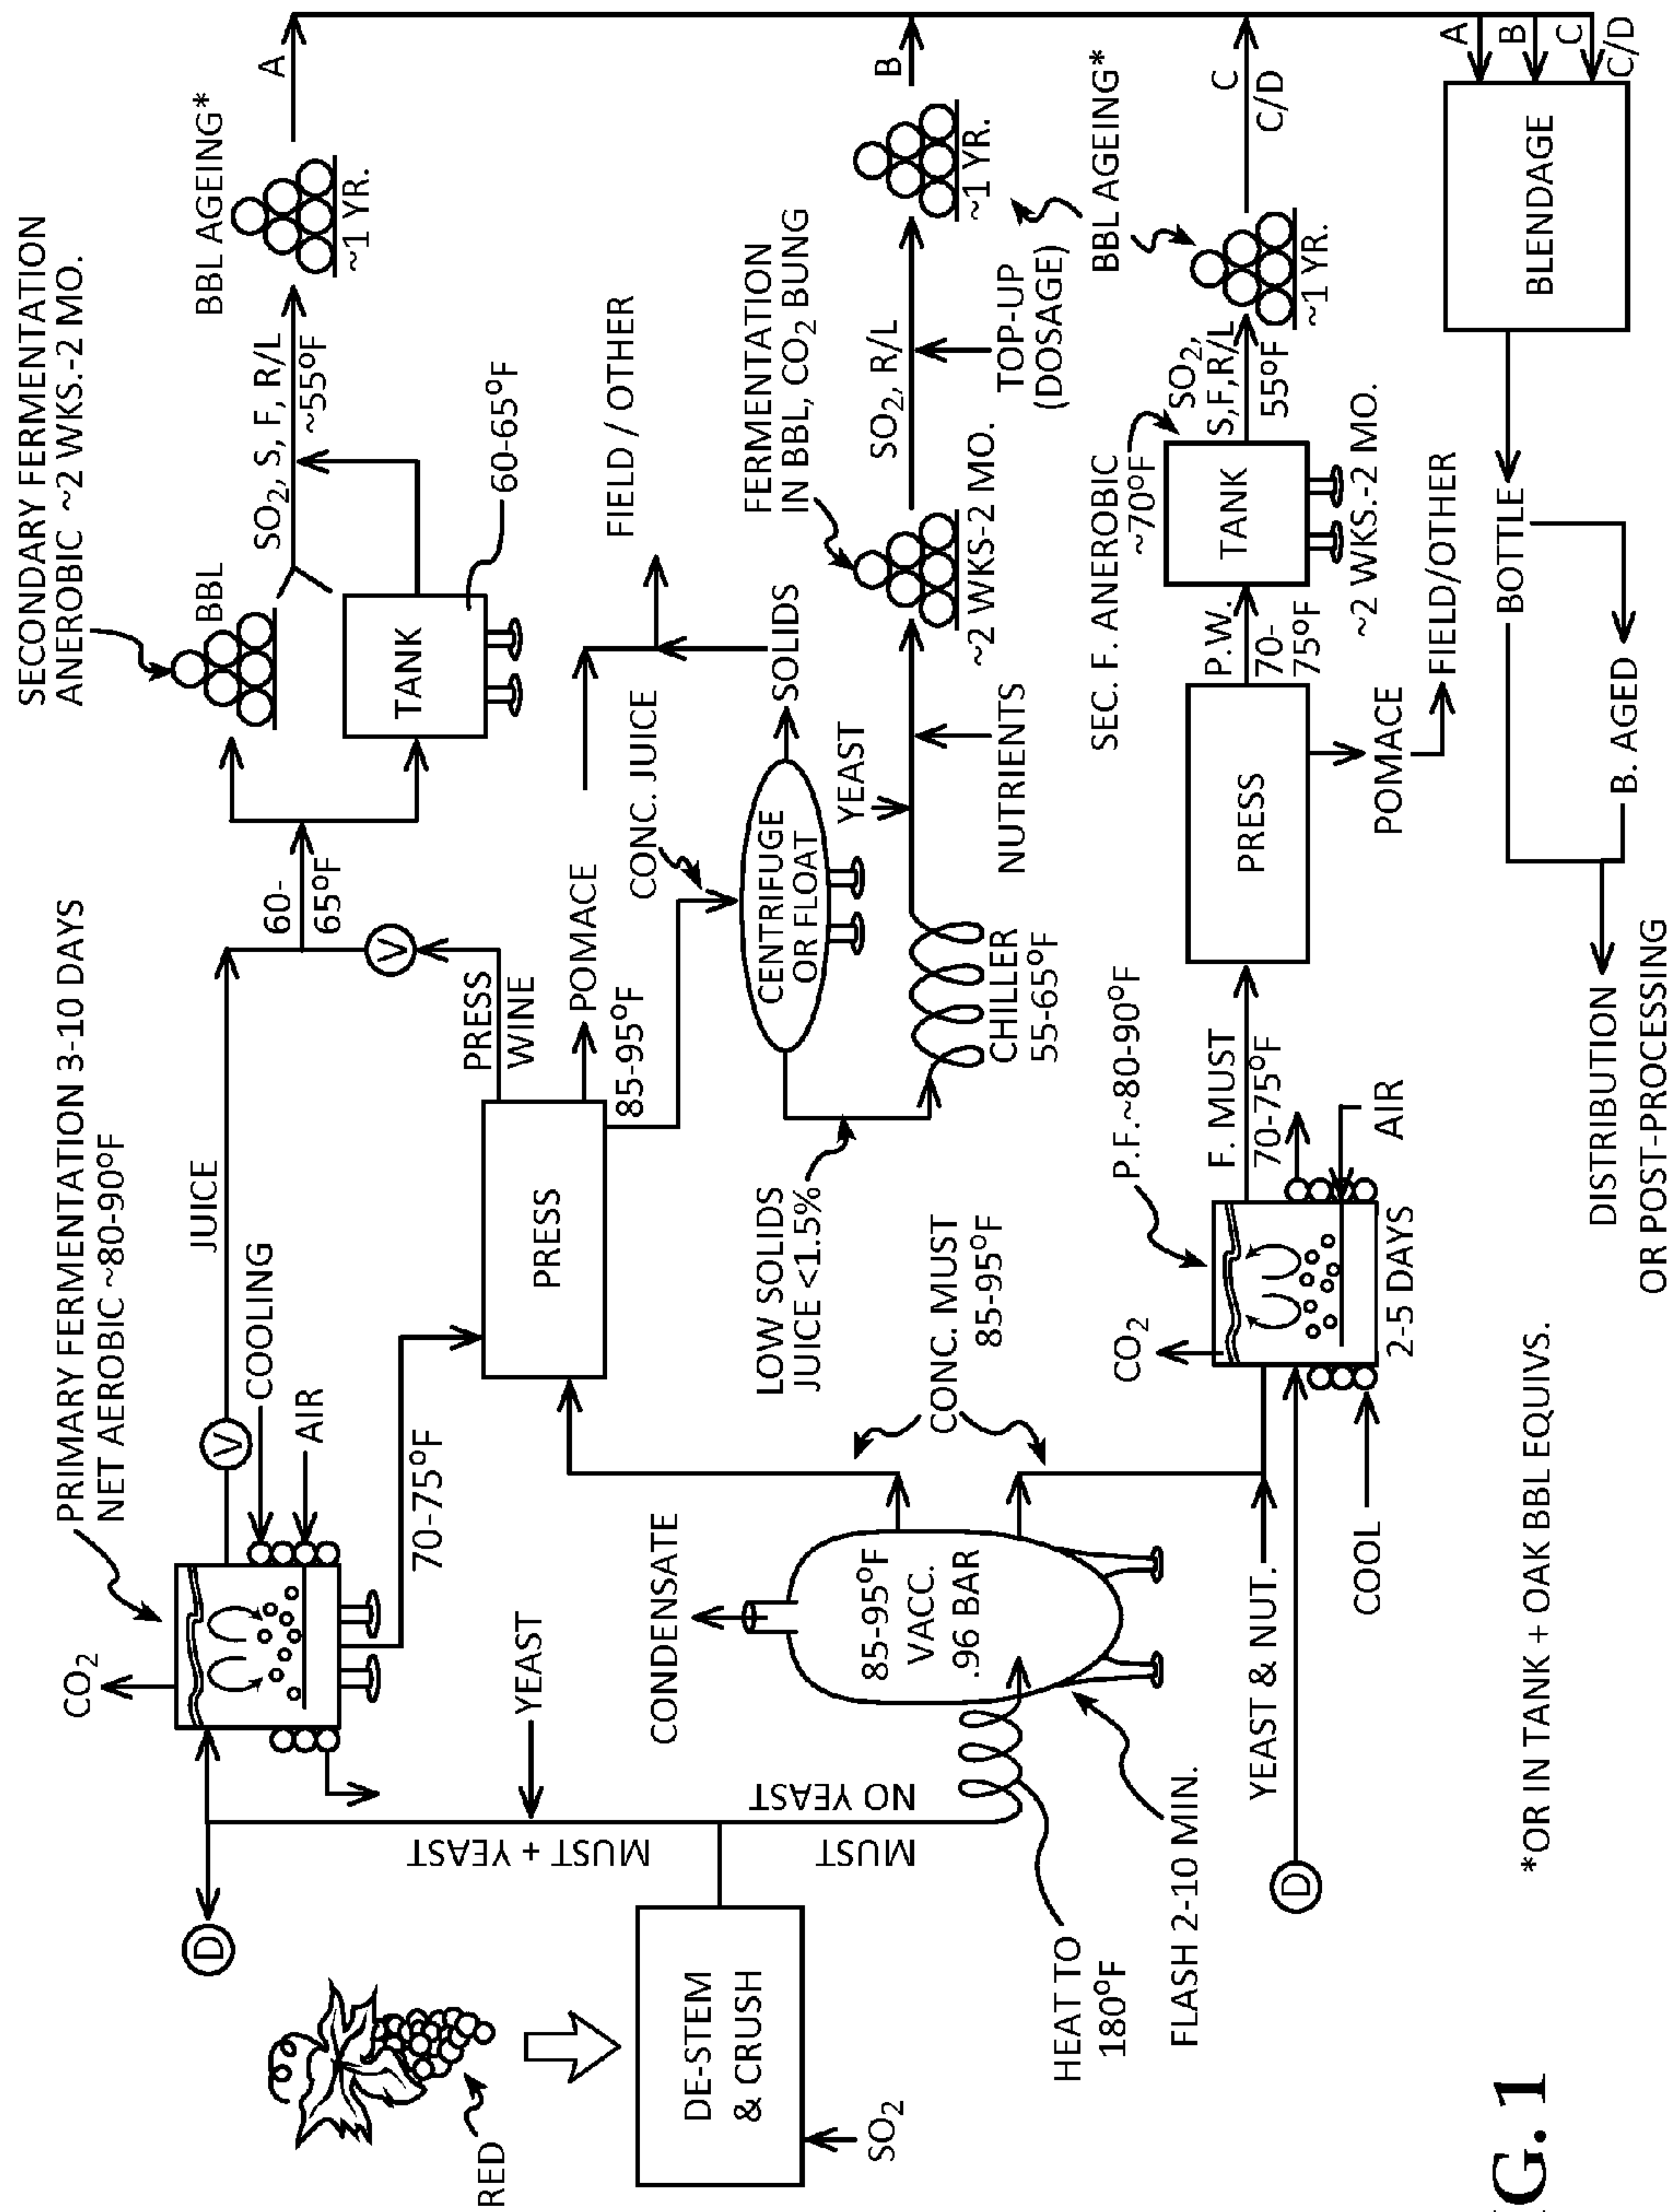 RED
SO2
DE-STEM
& CRUSH
D
MUST + YEAST
MUST
NO YEAST
YEAST
CO2
PRIMARY FERMENTATION 3-10 DAYS
NET AEROBIC ~80-90°F
V
JUICE
COOLING
AIR
70-75°F
PRESS
PRESS
WINE
V
60-
65°F
SECONDARY FERMENTATION
ANEROBIC ~2 WKS.-2 MO.
BBL
TANK
60-65°F
SO2, S, F, R/L
~55°F
BBL AGEING*
~1 YR.
A
HEAT TO
180°F
FLASH 2-10 MIN.
CONDENSATE
85-95°F
VACC.
.96 BAR
CONC. MUST
85-95°F
POMACE
85-95°F
CONC. JUICE
CENTRIFUGE
OR FLOAT
SOLIDS
FIELD / OTHER
LOW SOLIDS
JUICE <1.5%
CHILLER
55-65°F
YEAST
NUTRIENTS
FERMENTATION
IN BBL, CO2 BUNG
~2 WKS-2 MO.
SO2, R/L
TOP-UP
(DOSAGE)
~1 YR.
B
YEAST & NUT.
D
COOL
CO2
P.F.~80-90°F
2-5 DAYS
AIR
F. MUST
70-75°F
PRESS
POMACE
FIELD/OTHER
P.W.
70-
75°F
SEC. F. ANEROBIC
~70°F
TANK
~2 WKS.-2 MO.
SO2,
S,F,R/L
55°F
BBL AGEING*
~1 YR.
C
C/D
A
B
C
C/D
BLENDAGE
BOTTLE
B. AGED
DISTRIBUTION
OR POST-PROCESSING
*OR IN TANK + OAK BBL EQUIVS.
G. 1